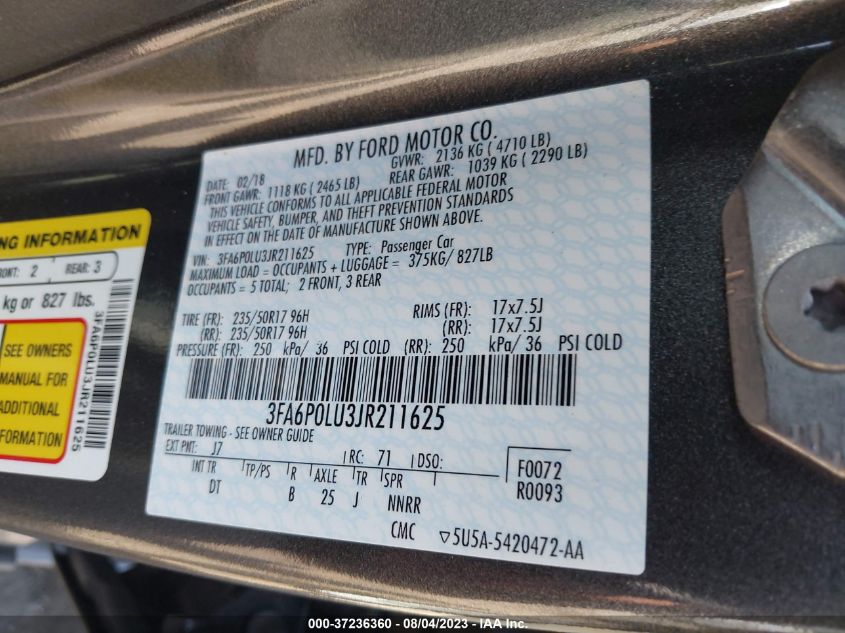 MFD. BY FORD MOTOR CO.
DATE: 02/18
GVWR: 2136 KG ( 4710 LB)
FRONT GAWR: 1118 KG ( 2465 LB)
REAR GAWR: 1039 KG ( 2290 LB)
THIS VEHICLE CONFORMS TO ALL APPLICABLE FEDERAL MOTOR
VEHICLE SAFETY, BUMPER, AND THEFT PREVENTION STANDARDS
IN EFFECT ON THE DATE OF MANUFACTURE SHOWN ABOVE.
VIN: 3FA6P0LU3JR211625 TYPE: Passenger Car
MAXIMUM LOAD = OCCUPANTS + LUGGAGE = 375KG/ 827LB
OCCUPANTS = 5 TOTAL; 2 FRONT, 3 REAR
TIRE (FR): 235/50R17 96H RIMS (FR): 17x7.5J
(RR): 235/50R17 96H (RR): 17x7.5J
PRESSURE (FR): 250 kPa/ 36 PSI COLD (RR): 250 kPa/ 36 PSI COLD
3FA6P0LU3JR211625
TRAILER TOWING - SEE OWNER GUIDE
EXT PNT: J7 RC: 71 DSO:
F0072
R0093
INT TR TP/PS R AXLE TR SPR
DT B 25 J NNRR
CMC ▽5U5A-5420472-AA
NG INFORMATION
RONT: 2 REAR: 3
kg or 827 lbs.
SEE OWNERS
MANUAL FOR
ADDITIONAL
INFORMATION
3FA6P0LU3JR211625
000-37236360 - 08/04/2023 - IAA Inc.